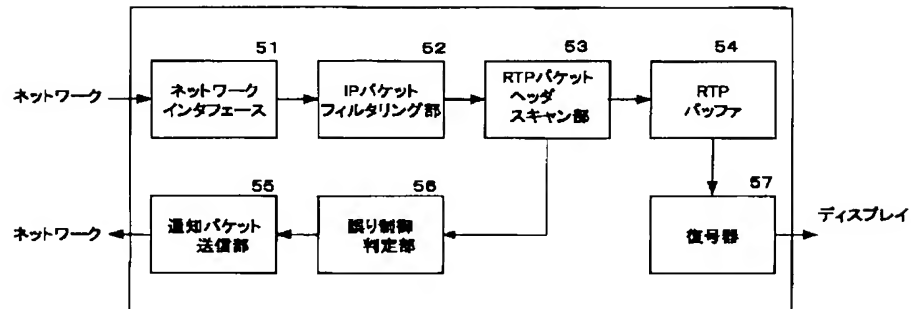 51
52
53
54
ネットワーク
ネットワーク
インタフェース
IPパケット
フィルタリング部
RTPパケット
ヘッダ
スキャン部
RTP
バッファ
55
56
57
ネットワーク
通知パケット
送信部
誤り制御
判定部
復号器
ディスプレイ